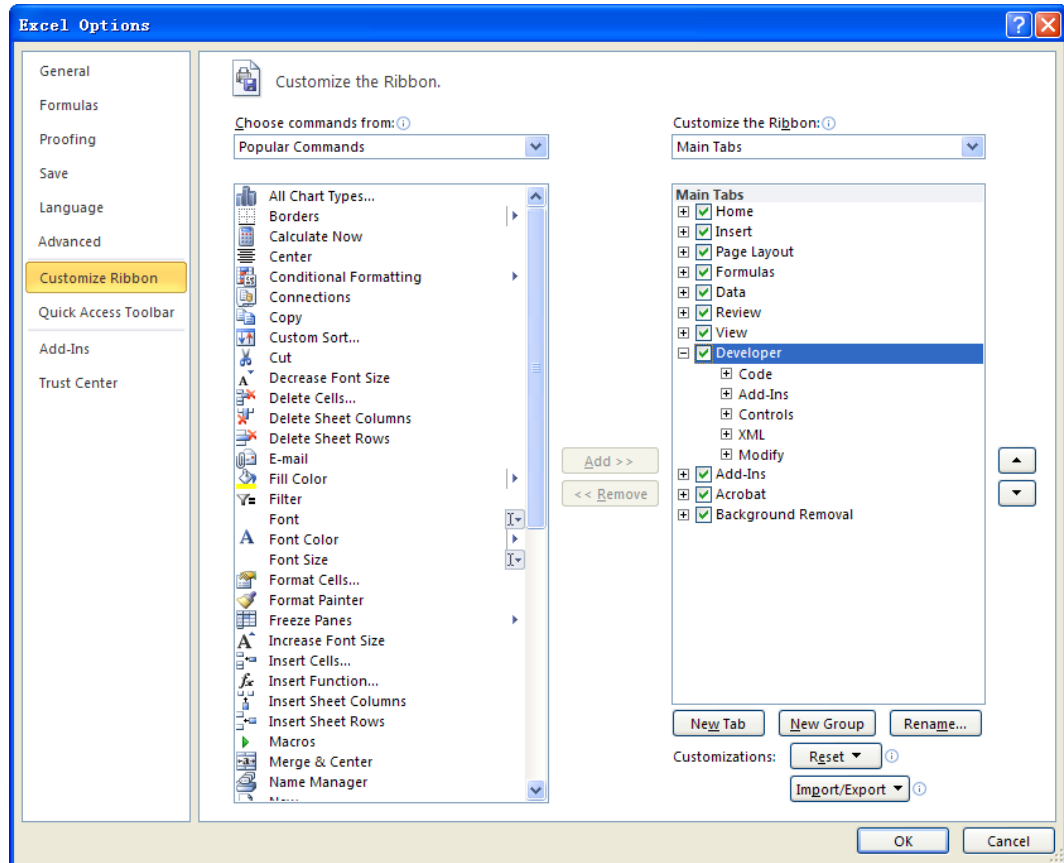 Excel Options
General
Formulas
Proofing
Save
Language
Advanced
Customize Ribbon
Quick Access Toolbar
Add-Ins
Trust Center
Customize the Ribbon.
Choose commands from:
Popular Commands
All Chart Types...
Borders
Calculate Now
Center
Conditional Formatting
Connections
Copy
Custom Sort...
Cut
Decrease Font Size
Delete Cells...
Delete Sheet Columns
Delete Sheet Rows
E-mail
Fill Color
Filter
Font
Font Color
Font Size
Format Cells...
Format Painter
Freeze Panes
Increase Font Size
Insert Cells...
Insert Function...
Insert Sheet Columns
Insert Sheet Rows
Macros
Merge & Center
Name Manager
Add >>
<< Remove
Customize the Ribbon:
Main Tabs
Main Tabs
Home
Insert
Page Layout
Formulas
Data
Review
View
Developer
Code
Add-Ins
Controls
XML
Modify
Add-Ins
Acrobat
Background Removal
New Tab New Group Rename...
Customizations: Reset
Import/Export
OK Cancel